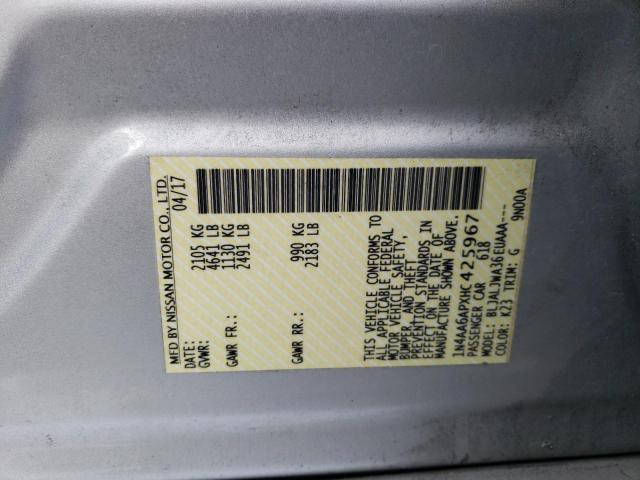 MFD BY NISSAN MOTOR CO., LTD.
DATE: 04/17
GVWR: 2105 KG
4641 LB
GAWR FR.: 1130 KG
2491 LB
GAWR RR.: 990 KG
2183 LB
THIS VEHICLE CONFORMS TO
ALL APPLICABLE FEDERAL
MOTOR VEHICLE SAFETY,
BUMPER, AND THEFT
PREVENTION STANDARDS IN
EFFECT ON THE DATE OF
MANUFACTURE SHOWN ABOVE.
1N4AA6APXHC425967
PASSENGER CAR 618
MODEL: BLJALJWA36EUAAA---
COLOR: K23 TRIM: G 9N00A